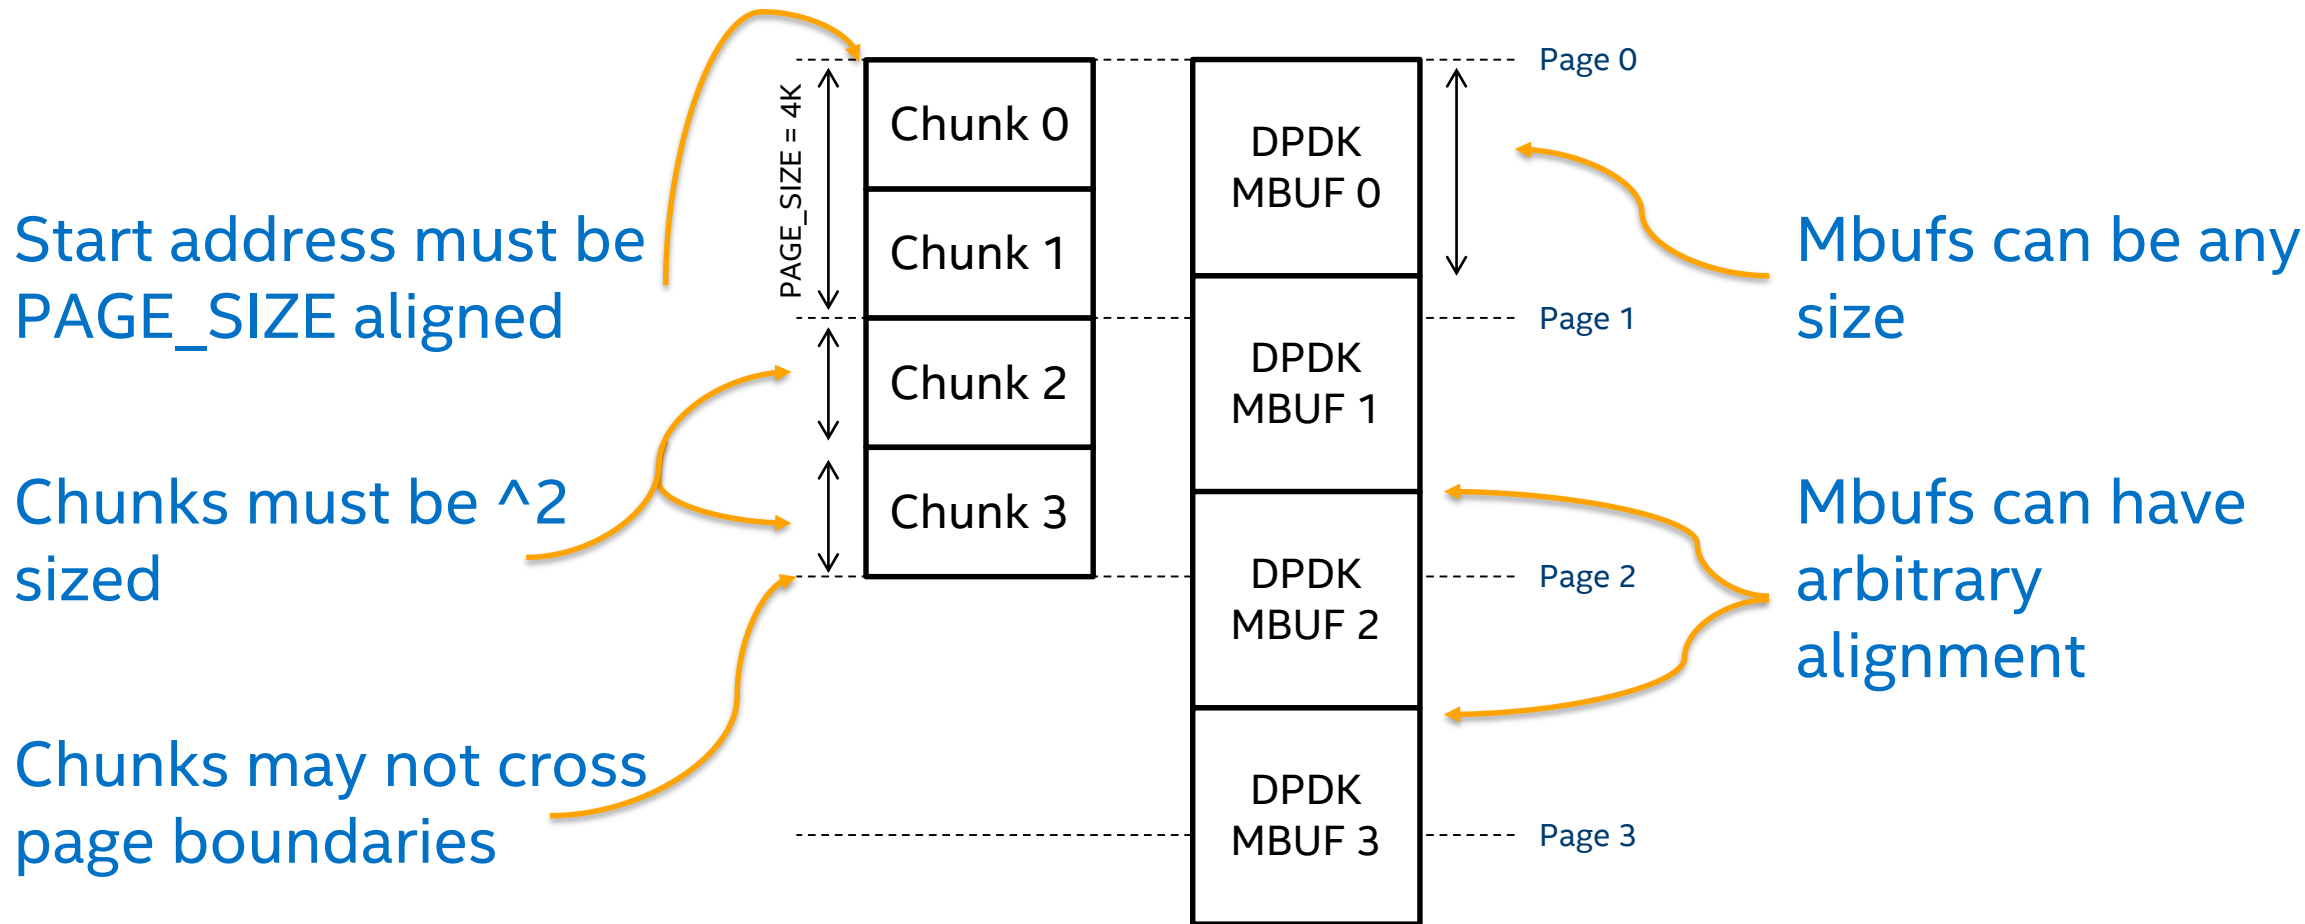 Start address must be
PAGE_SIZE aligned
Chunks must be ^2
sized
Chunks may not cross
page boundaries
PAGE_SIZE = 4K
Chunk 0
Chunk 1
Chunk 2
Chunk 3
DPDK
MBUF 0
DPDK
MBUF 1
DPDK
MBUF 2
DPDK
MBUF 3
Page 0
Page 1
Page 2
Page 3
Mbufs can be any
size
Mbufs can have
arbitrary
alignment